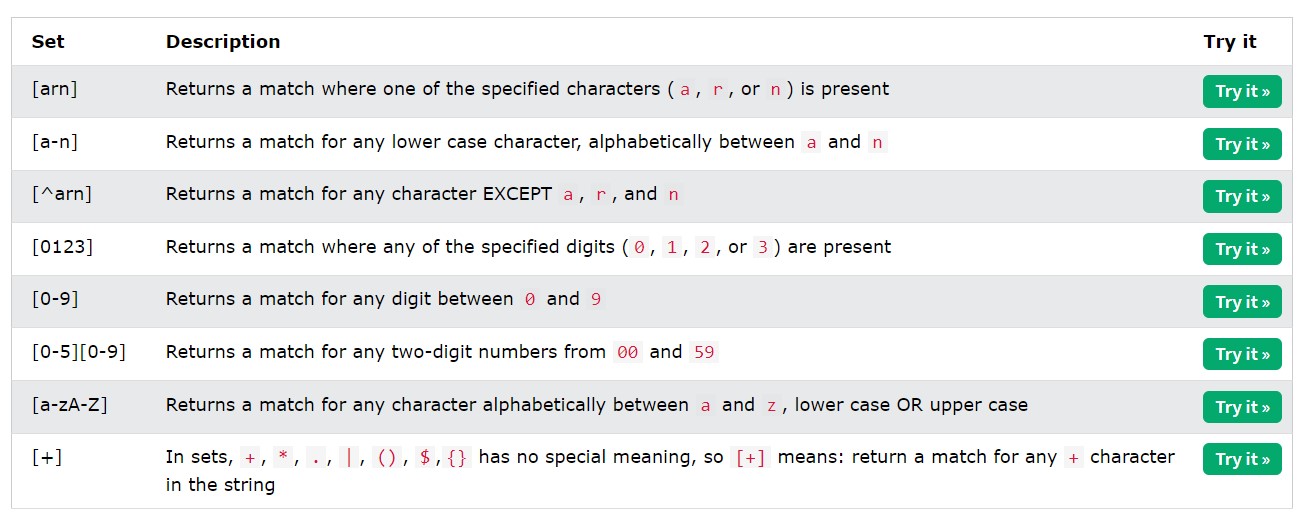 Set Description Try it
[arn] Returns a match where one of the specified characters (a, r, or n) is present Try it »
[a-n] Returns a match for any lower case character, alphabetically between a and n Try it »
[^arn] Returns a match for any character EXCEPT a, r, and n Try it »
[0123] Returns a match where any of the specified digits (0, 1, 2, or 3) are present Try it »
[0-9] Returns a match for any digit between 0 and 9 Try it »
[0-5][0-9] Returns a match for any two-digit numbers from 00 and 59 Try it »
[a-zA-Z] Returns a match for any character alphabetically between a and z, lower case OR upper case Try it »
[+] In sets, +, *, ., |, (), $,{} has no special meaning, so [+] means: return a match for any + character Try it »
in the string